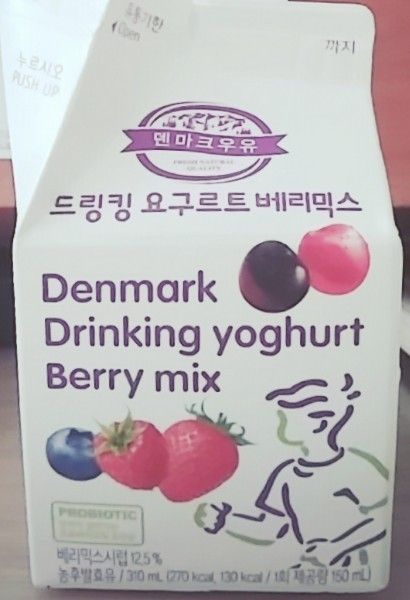 유통기한
Open
까지
누르시오
PUSH UP
덴마크우유
FRESH NATURAL
QUALITY
드링킹 요구르트 베리믹스
Denmark
Drinking yoghurt
Berry mix
PROBIOTIC
베리믹스시럽 12.5%
농후발효유 / 310 mL (270 kcal, 130 kcal / 1회 제공량 150 mL)